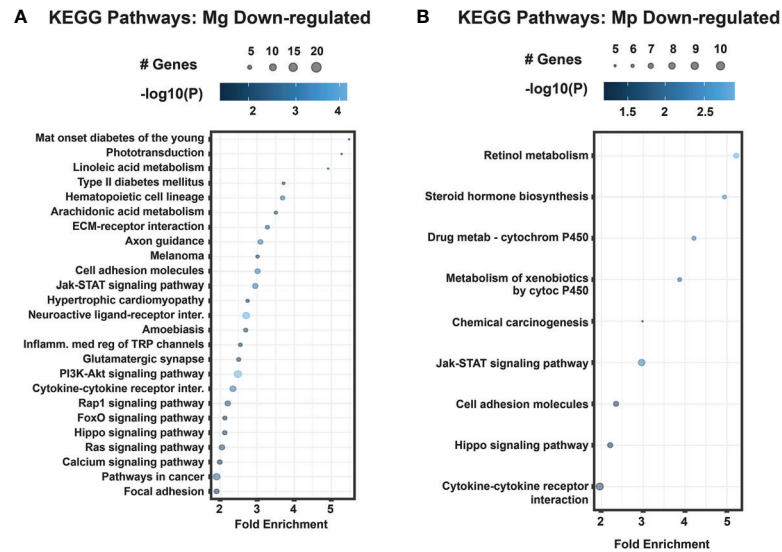 A KEGG Pathways: Mg Down-regulated
# Genes 5 10 15 20
-log10(P)
2 3 4
Mat onset diabetes of the young
Phototransduction
Linoleic acid metabolism
Type II diabetes mellitus
Hematopoietic cell lineage
Arachidonic acid metabolism
ECM-receptor interaction
Axon guidance
Melanoma
Cell adhesion molecules
Jak-STAT signaling pathway
Hypertrophic cardiomyopathy
Neuroactive ligand-receptor inter.
Amoebiasis
Inflamm. med reg of TRP channels
Glutamatergic synapse
PI3K-Akt signaling pathway
Cytokine-cytokine receptor inter.
Rap1 signaling pathway
FoxO signaling pathway
Hippo signaling pathway
Ras signaling pathway
Calcium signaling pathway
Pathways in cancer
Focal adhesion
2 3 4 5
Fold Enrichment
B KEGG Pathways: Mp Down-regulated
5 6 7 8 9 10
# Genes
-log10(P)
1.5 2 2.5
Retinol metabolism
Steroid hormone biosynthesis
Drug metab - cytochrom P450
Metabolism of xenobiotics
by cytoc P450
Chemical carcinogenesis
Jak-STAT signaling pathway
Cell adhesion molecules
Hippo signaling pathway
Cytokine-cytokine receptor
interaction
2 3 4 5
Fold Enrichment